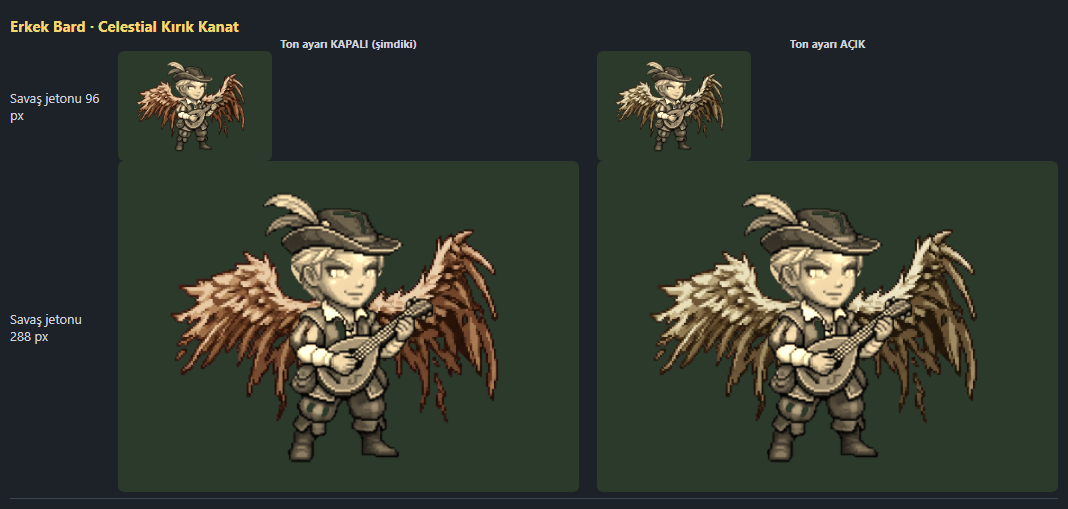 Erkek Bard · Celestial Kırık Kanat
Ton ayarı KAPALI (şimdiki)
Ton ayarı AÇIK
Savaş jetonu 96
px
Savaş jetonu
288 px